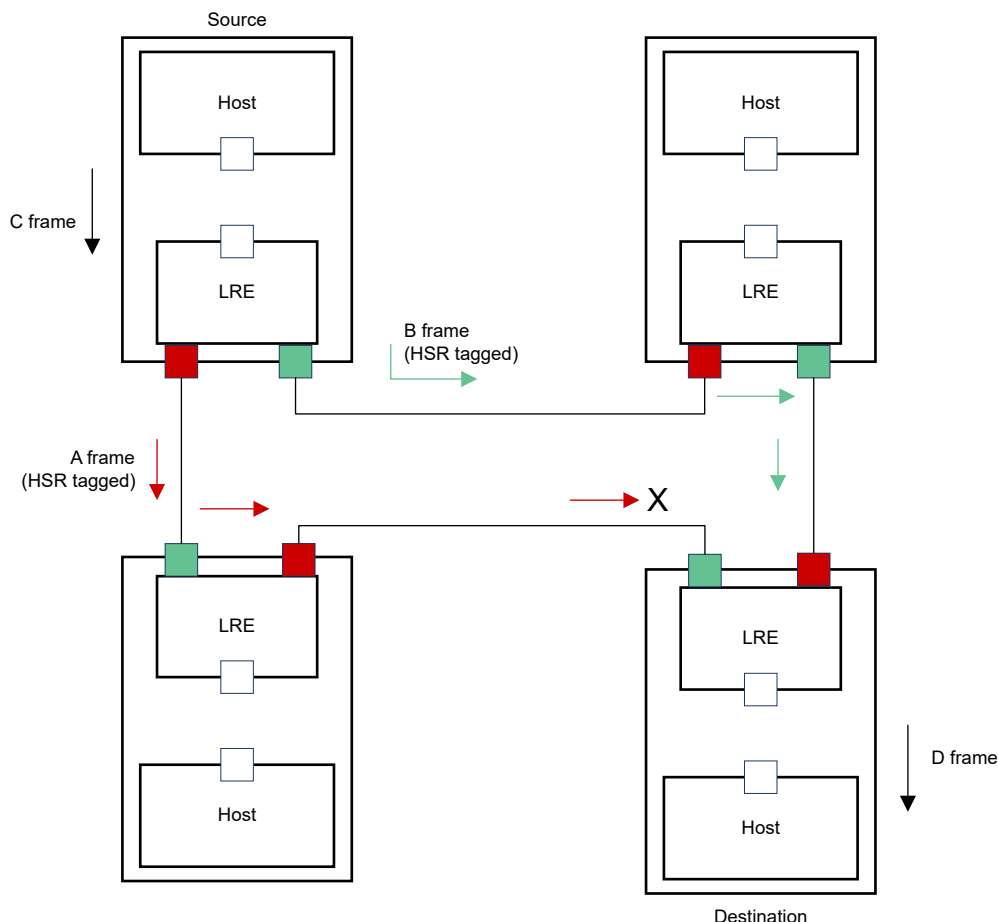 Source
Host
Host
C frame
LRE
LRE
B frame
(HSR tagged)
A frame
(HSR tagged)
X
LRE
LRE
D frame
Host
Host
Destination